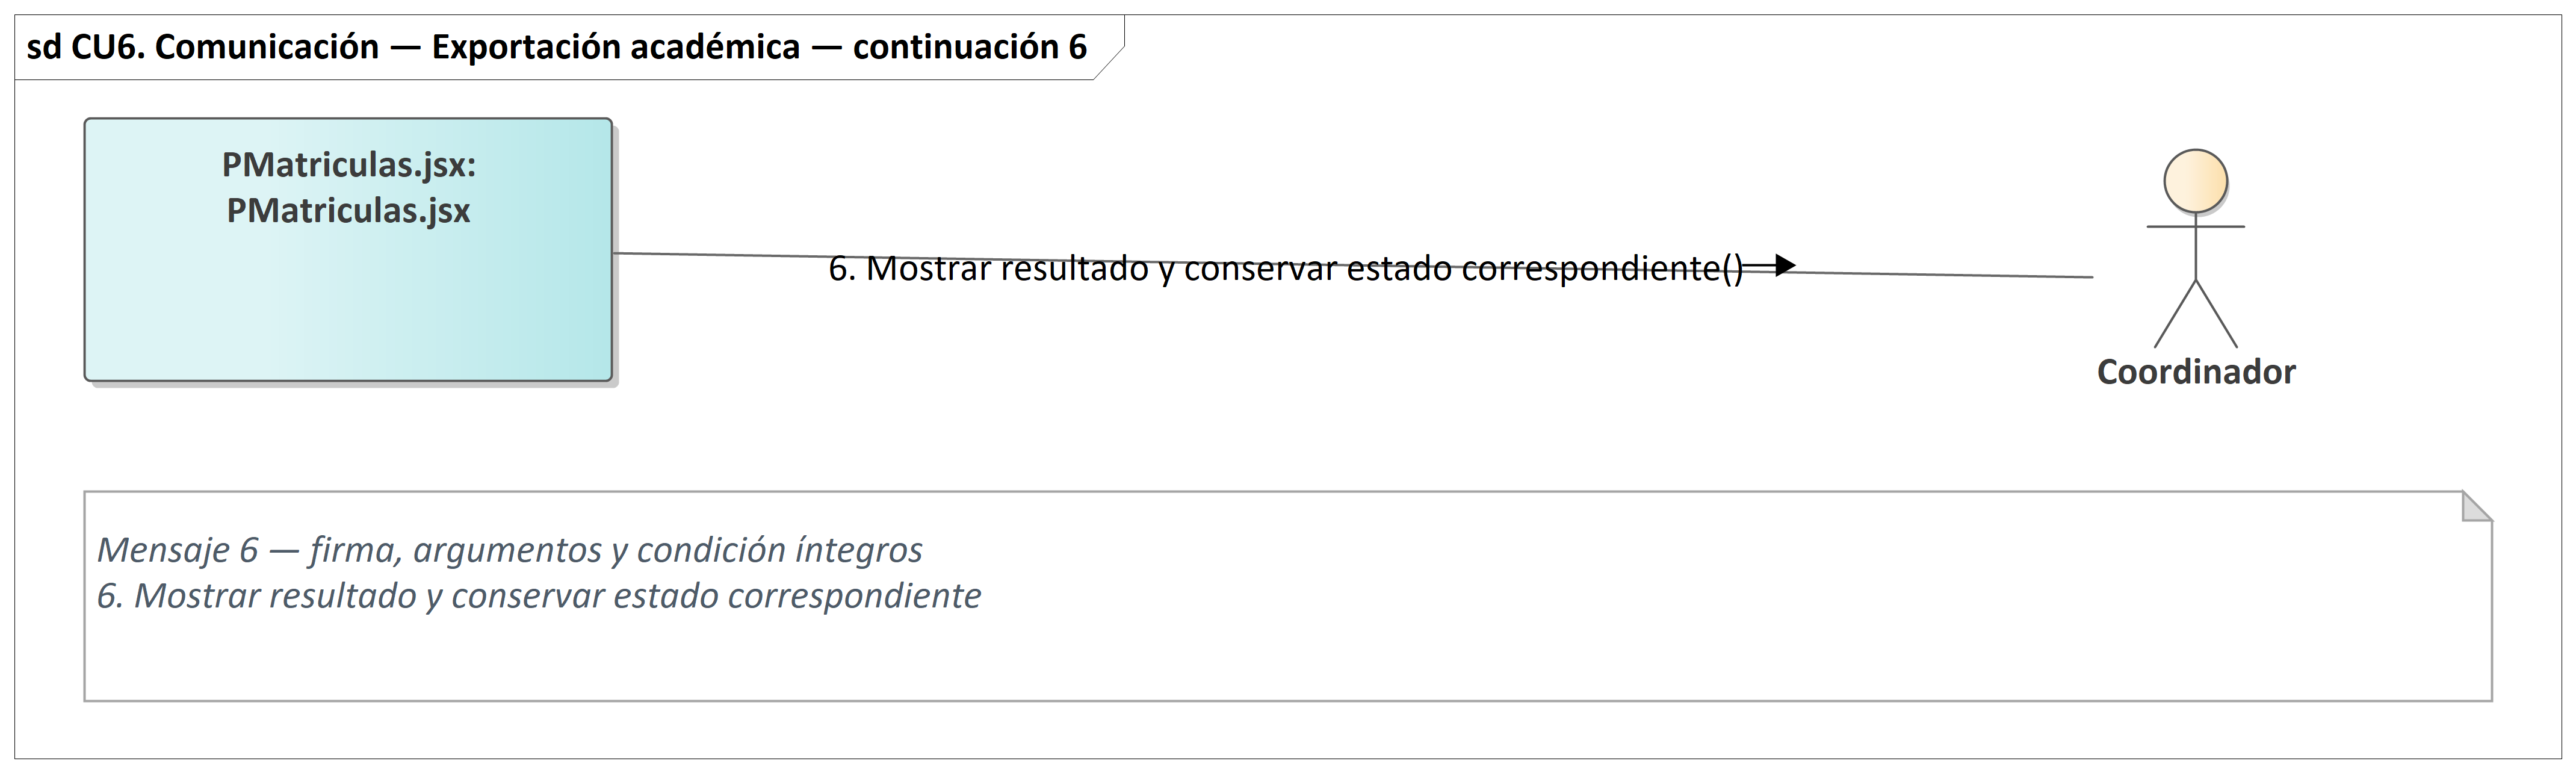 sd CU6. Comunicación — Exportación académica — continuación 6
PMatriculas.jsx:
PMatriculas.jsx
6. Mostrar resultado y conservar estado correspondiente()
Coordinador
Mensaje 6 — firma, argumentos y condición íntegros
6. Mostrar resultado y conservar estado correspondiente